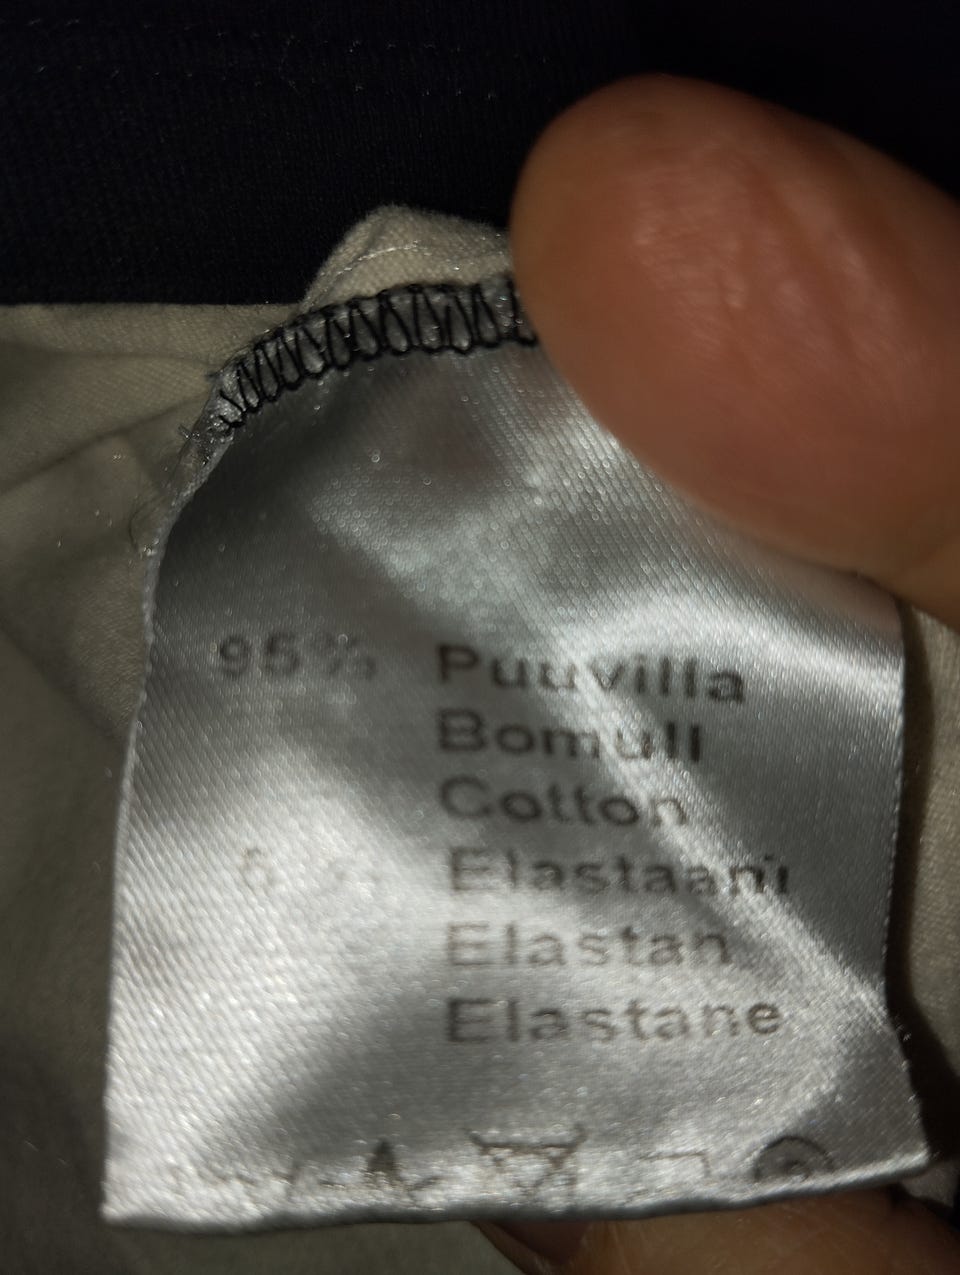 95% Puuvilla
Bomull
Cotton
Elastaani
Elastan
Elastane